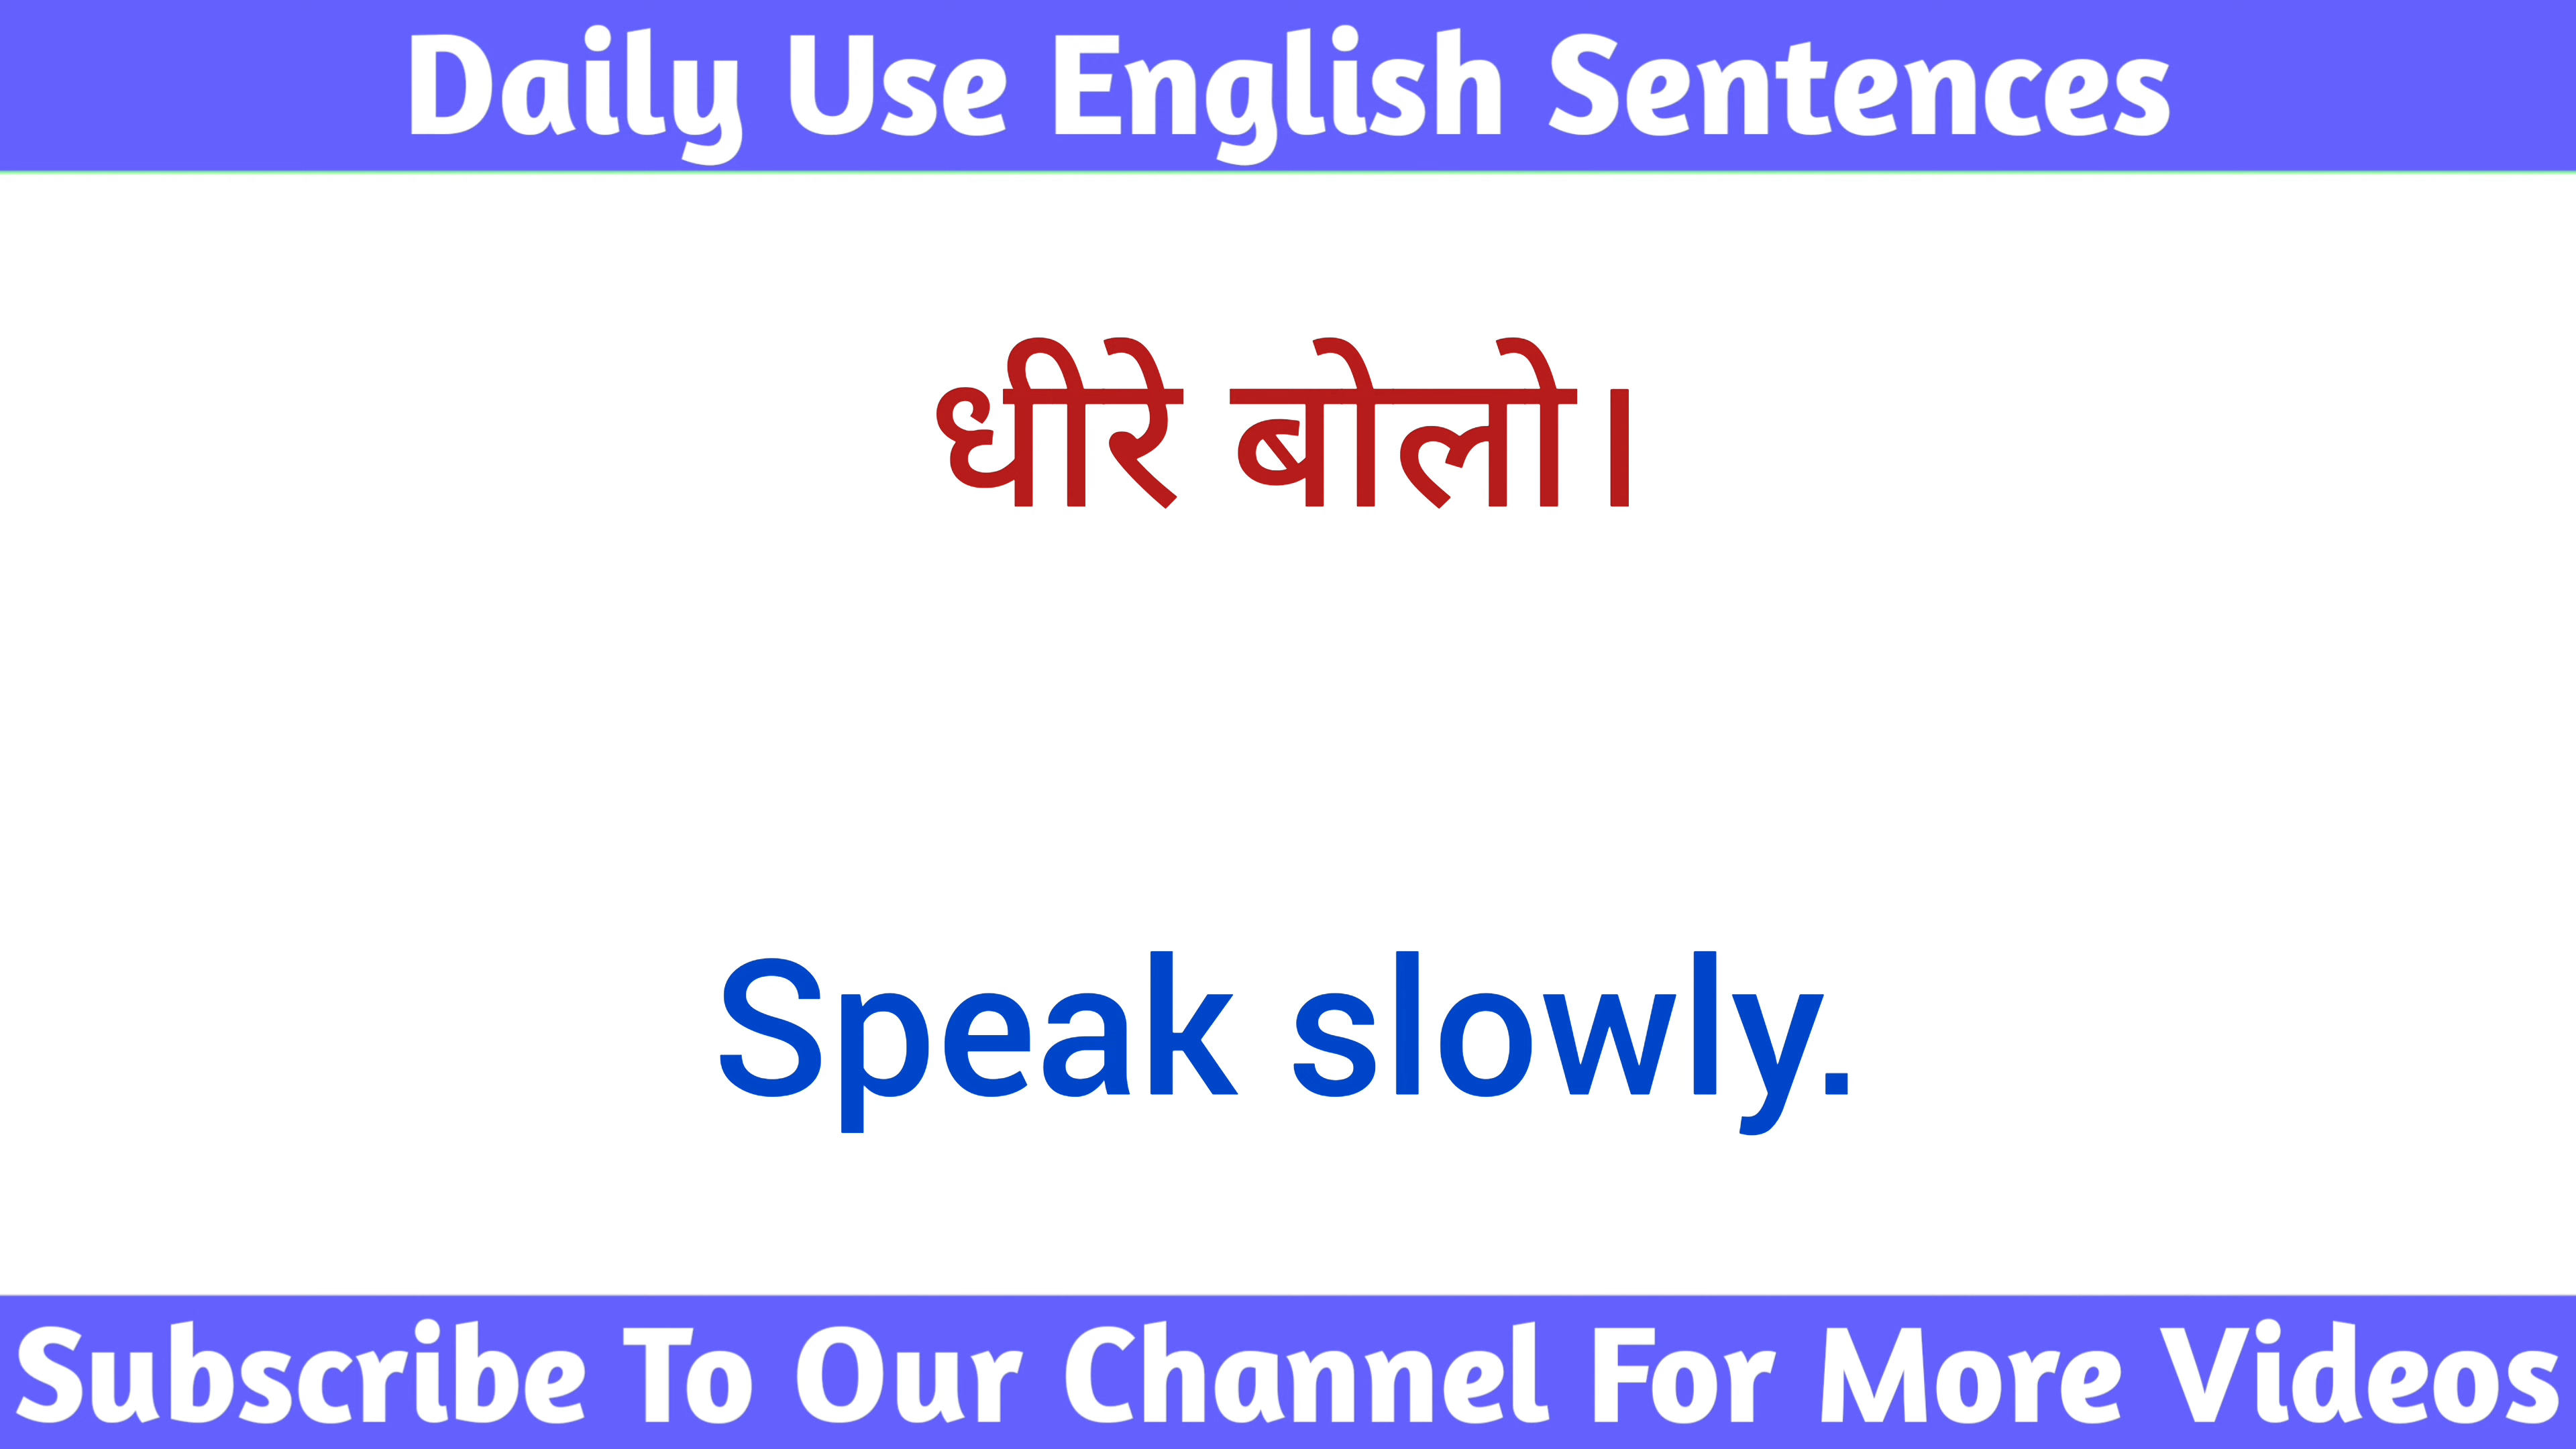 Daily Use English Sentences
धीरे बोलो।
Speak slowly.
Subscribe To Our Channel For More Videos